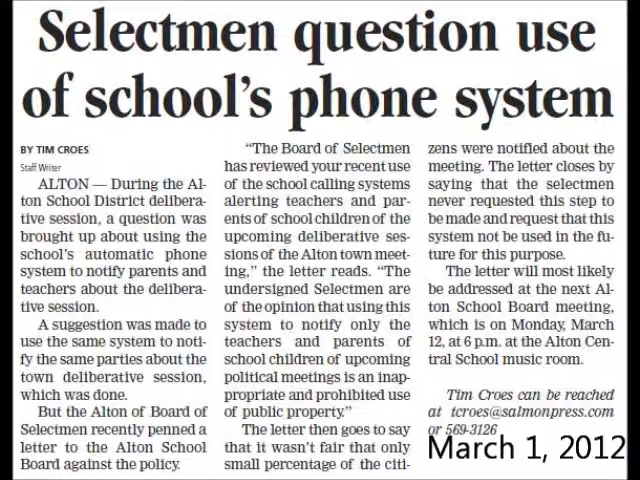 Selectmen question use
of school's phone system
BY TIM CROES
Staff Writer
ALTON — During the Al-
ton School District delibera-
tive session, a question was
brought up about using the
school's automatic phone
system to notify parents and
teachers about the delibera-
tive session.
A suggestion was made to
use the same system to noti-
fy the same parties about the
town deliberative session,
which was done.
But the Alton of Board of
Selectmen recently penned a
letter to the Alton School
Board against the policy.
"The Board of Selectmen
has reviewed your recent use
of the school calling systems
alerting teachers and par-
ents of school children of the
upcoming deliberative ses-
sions of the Alton town meet-
ing," the letter reads. "The
undersigned Selectmen are
of the opinion that using this
system to notify only the
teachers and parents of
school children of upcoming
political meetings is an inap-
propriate and prohibited use
of public property."
The letter then goes to say
that it wasn't fair that only
small percentage of the citi-
zens were notified about the
meeting. The letter closes by
saying that the selectmen
never requested this step to
be made and request that this
system not be used in the fu-
ture for this purpose.
The letter will most likely
be addressed at the next Al-
ton School Board meeting,
which is on Monday, March
12, at 6 p.m. at the Alton Cen-
tral School music room.
Tim Croes can be reached
at tcroes@salmonpress.com
or 569-3126
March 1, 2012